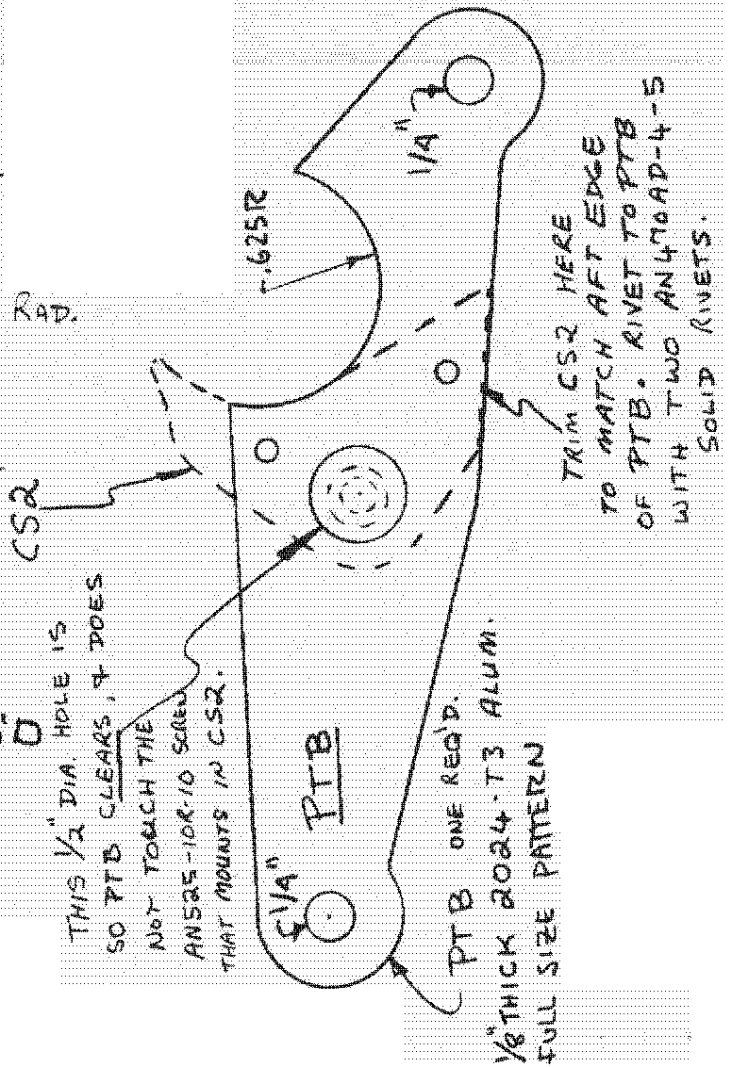 RAD.
CS2
THIS 1/2" DIA. HOLE IS
SO PTB CLEARS, & DOES
NOT TOUCH THE
AN525-10R-10 SCREW
THAT MOUNTS IN CS2.
.625R
1/4"
1/4"
PTB
PTB ONE REQ'D.
1/8" THICK 2024-T3 ALUM.
FULL SIZE PATTERN
TRIM CS2 HERE
TO MATCH AFT EDGE
OF PTB. RIVET TO PTB
WITH TWO AN470AD-4-5
SOLID RIVETS.